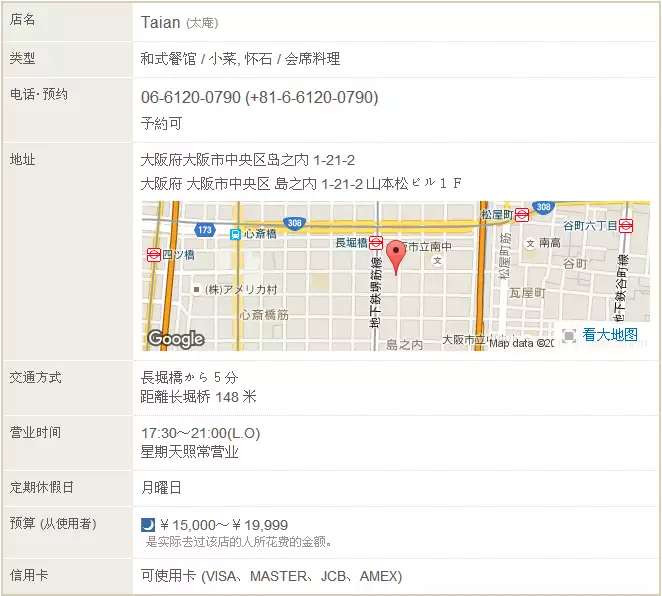 店名
Taian (太庵)
类型
和式餐馆 / 小菜, 怀石 / 会席料理
电话·预约
06-6120-0790 (+81-6-6120-0790)
予約可
地址
大阪府大阪市中央区岛之内 1-21-2
大阪府 大阪市中央区 島之内 1-21-2 山本松ビル１Ｆ
308
松屋町
173
308
谷町六丁目
心斎橋
長堀橋
阪市立南中
文
文 南高
四ツ橋
松屋町筋
谷町
地下鉄堺筋線
地下鉄谷町線
(株)アメリカ村
瓦屋町
心斎橋筋
Google
島之内
大阪市立
Map data ©20
看大地图
交通方式
長堀橋から５分
距離长堀桥 148 米
营业时间
17:30～21:00(L.O)
星期天照常营业
定期休假日
月曜日
预算 (从使用者)
￥15,000～￥19,999
是实际去过该店的人所花费的金额。
信用卡
可使用卡 (VISA、MASTER、JCB、AMEX)